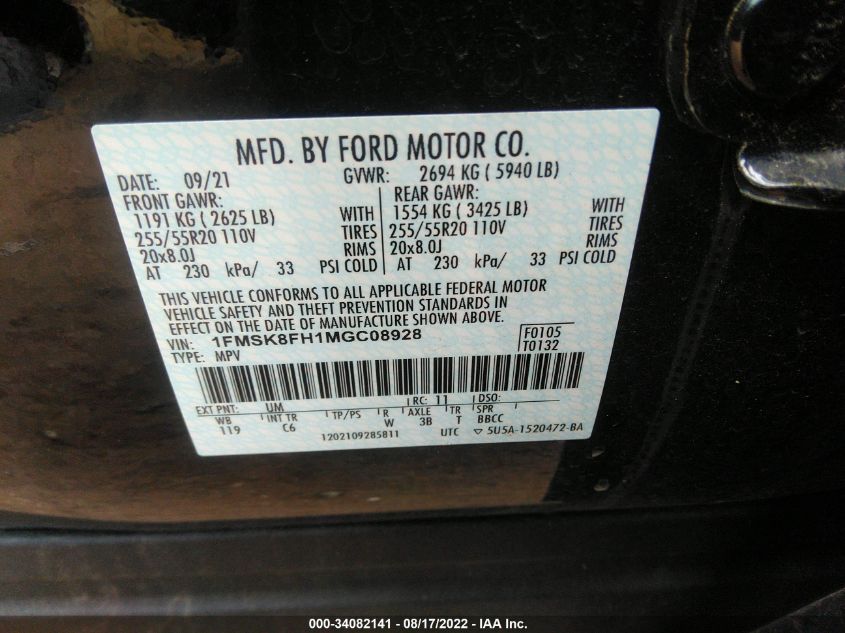 MFD. BY FORD MOTOR CO.
DATE: 09/21 GVWR: 2694 KG ( 5940 LB)
FRONT GAWR: REAR GAWR:
1191 KG ( 2625 LB) WITH 1554 KG ( 3425 LB) WITH
255/55R20 110V TIRES 255/55R20 110V TIRES
20x8.0J RIMS 20x8.0J RIMS
AT 230 kPa/ 33 PSI COLD AT 230 kPa/ 33 PSI COLD
THIS VEHICLE CONFORMS TO ALL APPLICABLE FEDERAL MOTOR
VEHICLE SAFETY AND THEFT PREVENTION STANDARDS IN
EFFECT ON THE DATE OF MANUFACTURE SHOWN ABOVE.
VIN: 1FMSK8FH1MGC08928 F0105
TYPE: MPV T0132
EXT PNT: UM RC: 11 DSO:
WB INT TR TP/PS R AXLE TR SPR
119 C6 W 3B T BBCC
1202109285811 UTC ▽ 5U5A-1520472-BA
000-34082141 - 08/17/2022 - IAA Inc.